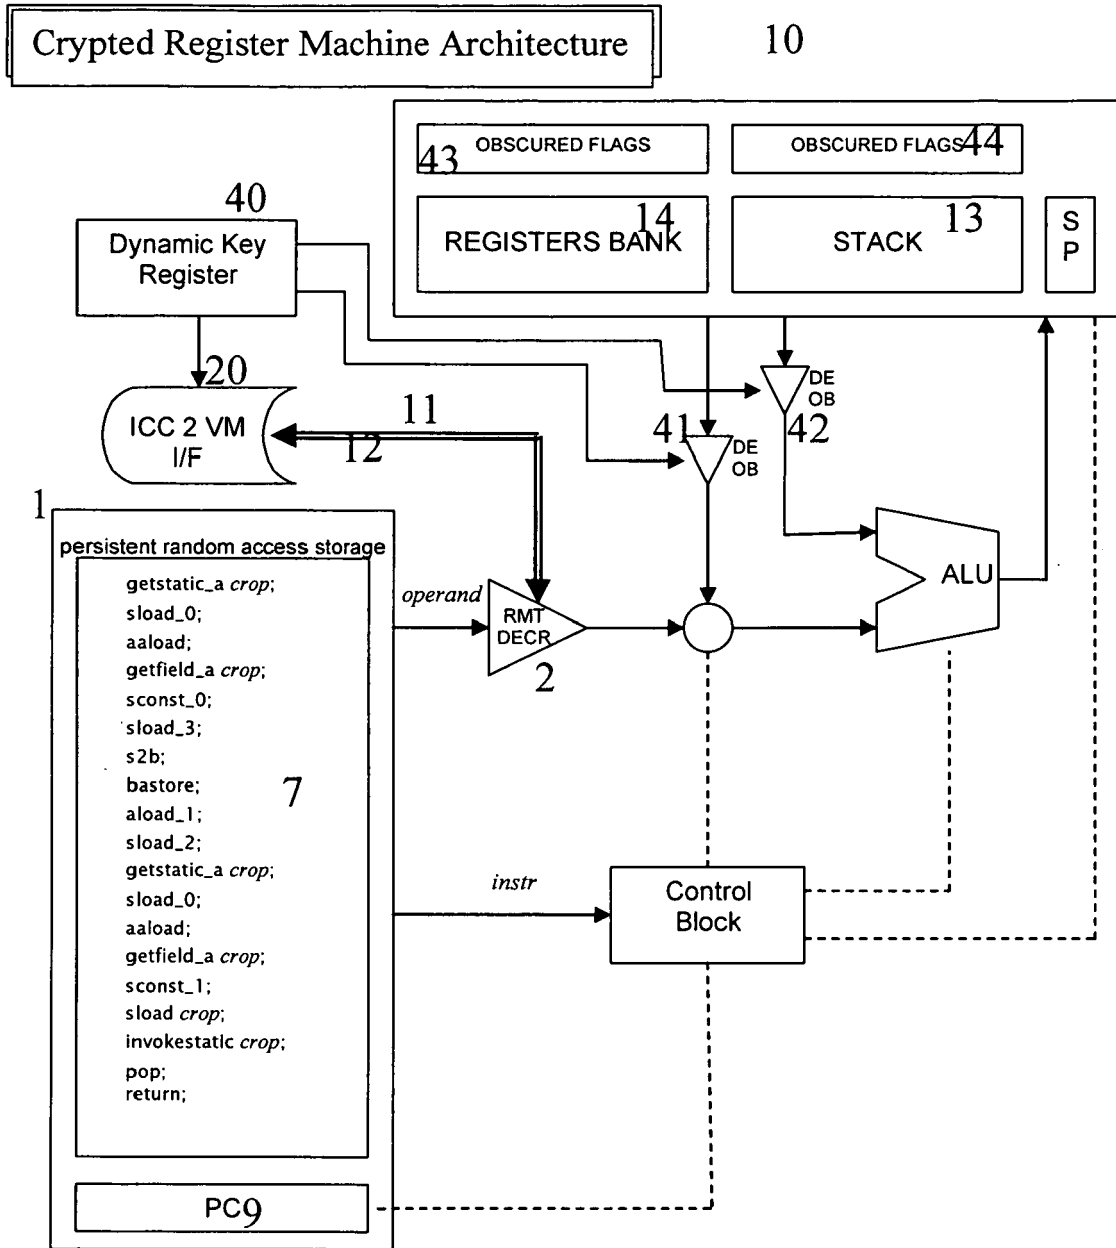 Crypted Register Machine Architecture
10
OBSCURED FLAGS
43
OBSCURED FLAGS
44
REGISTERS BANK
14
STACK
13
S
P
40
Dynamic Key
Register
20
ICC 2 VM
I/F
11
12
41
DE
OB
42
DE
OB
1
persistent random access storage
getstatic_a crop;
sload_0;
aaload;
getfield_a crop;
sconst_0;
sload_3;
s2b;
bastore;
aload_1;
sload_2;
getstatic_a crop;
sload_0;
aaload;
getfield_a crop;
sconst_1;
sload crop;
invokestatic crop;
pop;
return;
7
operand
RMT
DECR
2
ALU
instr
Control
Block
PC
9